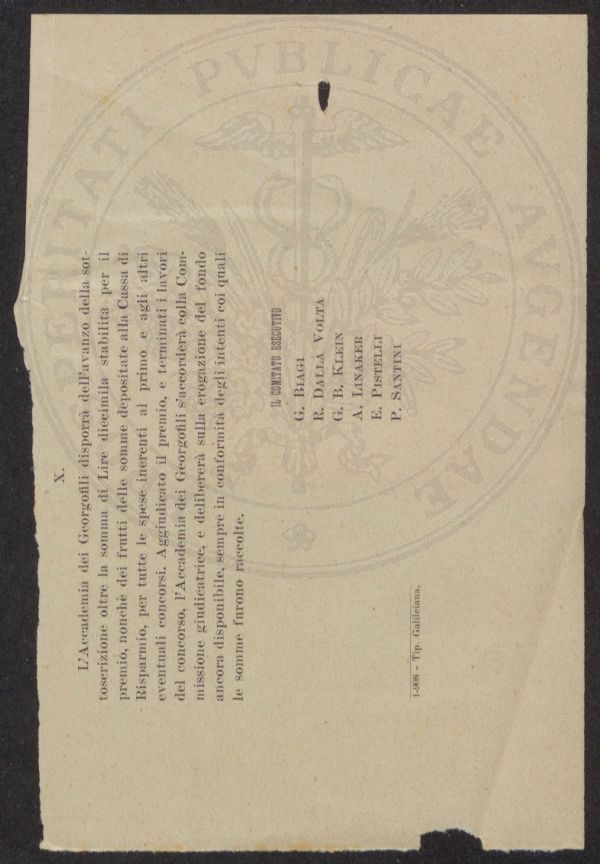 X.
L'Accademia dei Georgofili disporrà dell'avanzo della sot-
toscrizione oltre la somma di Lire diecimila stabilita per il
premio, nonchè dei frutti delle somme depositate alla Cassa di
Risparmio, per tutte le spese inerenti al primo e agli altri
eventuali concorsi. Aggiudicato il premio, e terminati i lavori
del concorso, l'Accademia dei Georgofili s'accorderà colla Com-
missione giudicatrice, e delibererà sulla erogazione del fondo
ancora disponibile, sempre in conformità degli intenti coi quali
le somme furono raccolte.
IL COMITATO ESECUTIVO
G. BIAGI
R. DALLA VOLTA
G. B. KLEIN
A. LINAKER
E. PISTELLI
P. SANTINI
1-908 - Tip. Galileiana.
PVBLICAE